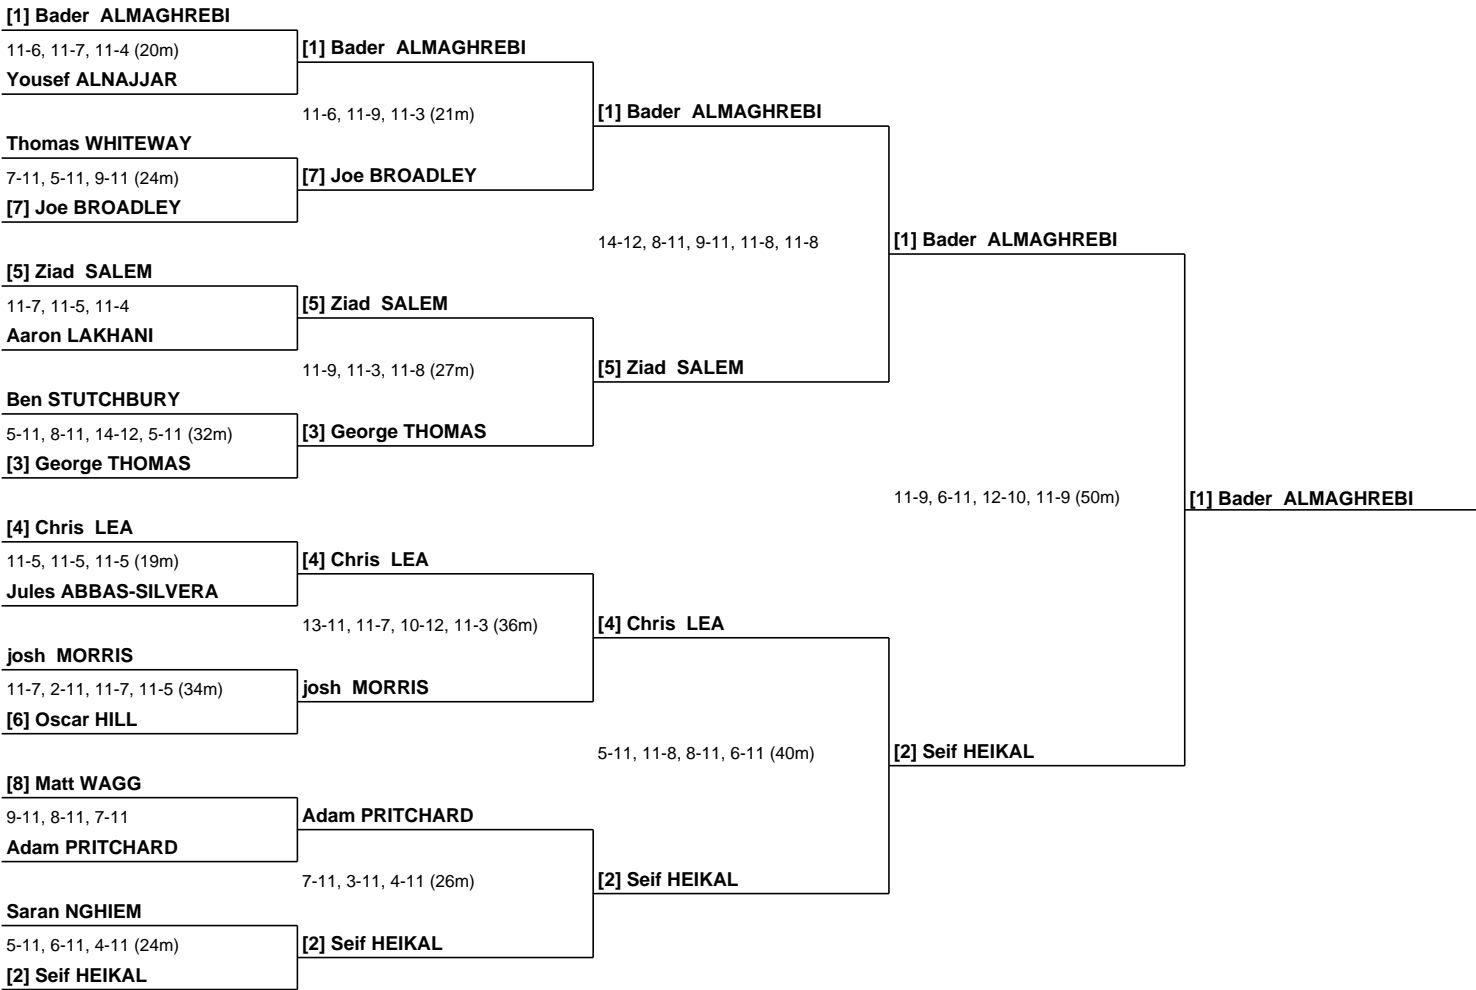 [1] Bader  ALMAGHREBI
11-6, 11-7, 11-4 (20m)
Yousef ALNAJJAR
Thomas WHITEWAY
7-11, 5-11, 9-11 (24m)
[7] Joe BROADLEY
[5] Ziad  SALEM
11-7, 11-5, 11-4
Aaron LAKHANI
Ben STUTCHBURY
5-11, 8-11, 14-12, 5-11 (32m)
[3] George THOMAS
[4] Chris  LEA
11-5, 11-5, 11-5 (19m)
Jules ABBAS-SILVERA
josh  MORRIS
11-7, 2-11, 11-7, 11-5 (34m)
[6] Oscar HILL
[8] Matt WAGG
9-11, 8-11, 7-11
Adam PRITCHARD
Saran NGHIEM
5-11, 6-11, 4-11 (24m)
[2] Seif HEIKAL
[1] Bader  ALMAGHREBI
11-6, 11-9, 11-3 (21m)
[7] Joe BROADLEY
[5] Ziad  SALEM
11-9, 11-3, 11-8 (27m)
[3] George THOMAS
[4] Chris  LEA
13-11, 11-7, 10-12, 11-3 (36m)
josh  MORRIS
Adam PRITCHARD
7-11, 3-11, 4-11 (26m)
[2] Seif HEIKAL
[1] Bader  ALMAGHREBI
14-12, 8-11, 9-11, 11-8, 11-8
[5] Ziad  SALEM
[4] Chris  LEA
5-11, 11-8, 8-11, 6-11 (40m)
[2] Seif HEIKAL
[1] Bader  ALMAGHREBI
11-9, 6-11, 12-10, 11-9 (50m)
[2] Seif HEIKAL
[1] Bader  ALMAGHREBI